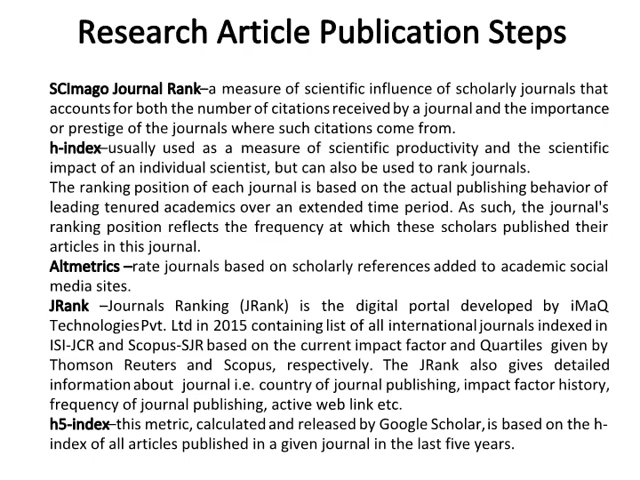 Research Article Publication Steps
SCImago Journal Rank–a measure of scientific influence of scholarly journals that
accounts for both the number of citations received by a journal and the importance
or prestige of the journals where such citations come from.
h-index–usually used as a measure of scientific productivity and the scientific
impact of an individual scientist, but can also be used to rank journals.
The ranking position of each journal is based on the actual publishing behavior of
leading tenured academics over an extended time period. As such, the journal's
ranking position reflects the frequency at which these scholars published their
articles in this journal.
Altmetrics –rate journals based on scholarly references added to academic social
media sites.
JRank –Journals Ranking (JRank) is the digital portal developed by iMaQ
Technologies Pvt. Ltd in 2015 containing list of all international journals indexed in
ISI-JCR and Scopus-SJR based on the current impact factor and Quartiles given by
Thomson Reuters and Scopus, respectively. The JRank also gives detailed
information about journal i.e. country of journal publishing, impact factor history,
frequency of journal publishing, active web link etc.
h5-index–this metric, calculated and released by Google Scholar, is based on the h-
index of all articles published in a given journal in the last five years.